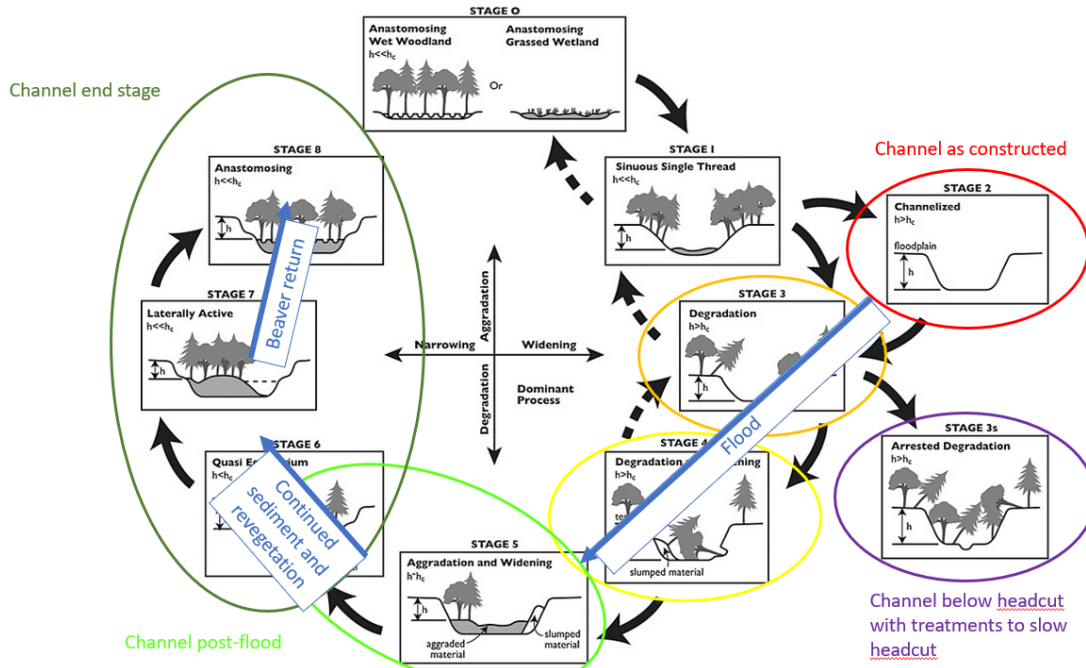 STAGE 0
Anastomosing
Wet Woodland
h<<hc
Or
Anastomosing
Grassed Wetland
Channel end stage
STAGE 8
Anastomosing
h<<hc
h
Beaver return
STAGE 1
Sinuous Single Thread
h<<hc
h
Channel as constructed
STAGE 2
Channelized
h>hc
floodplain
h
STAGE 7
Laterally Active
h<<hc
h
Aggradation
Narrowing
Widening
Degradation
Dominant
Process
STAGE 3
Degradation
h>hc
h
Flood
STAGE 3s
Arrested Degradation
h>hc
h
STAGE 6
Quasi
h<hc
Continued
sediment and
revegetation
STAGE 4
Degradation
h>hc
slumped material
STAGE 5
Aggradation and Widening
h~hc
h
aggraded
material
slumped
material
Channel post-flood
Channel below headcut
with treatments to slow
headcut